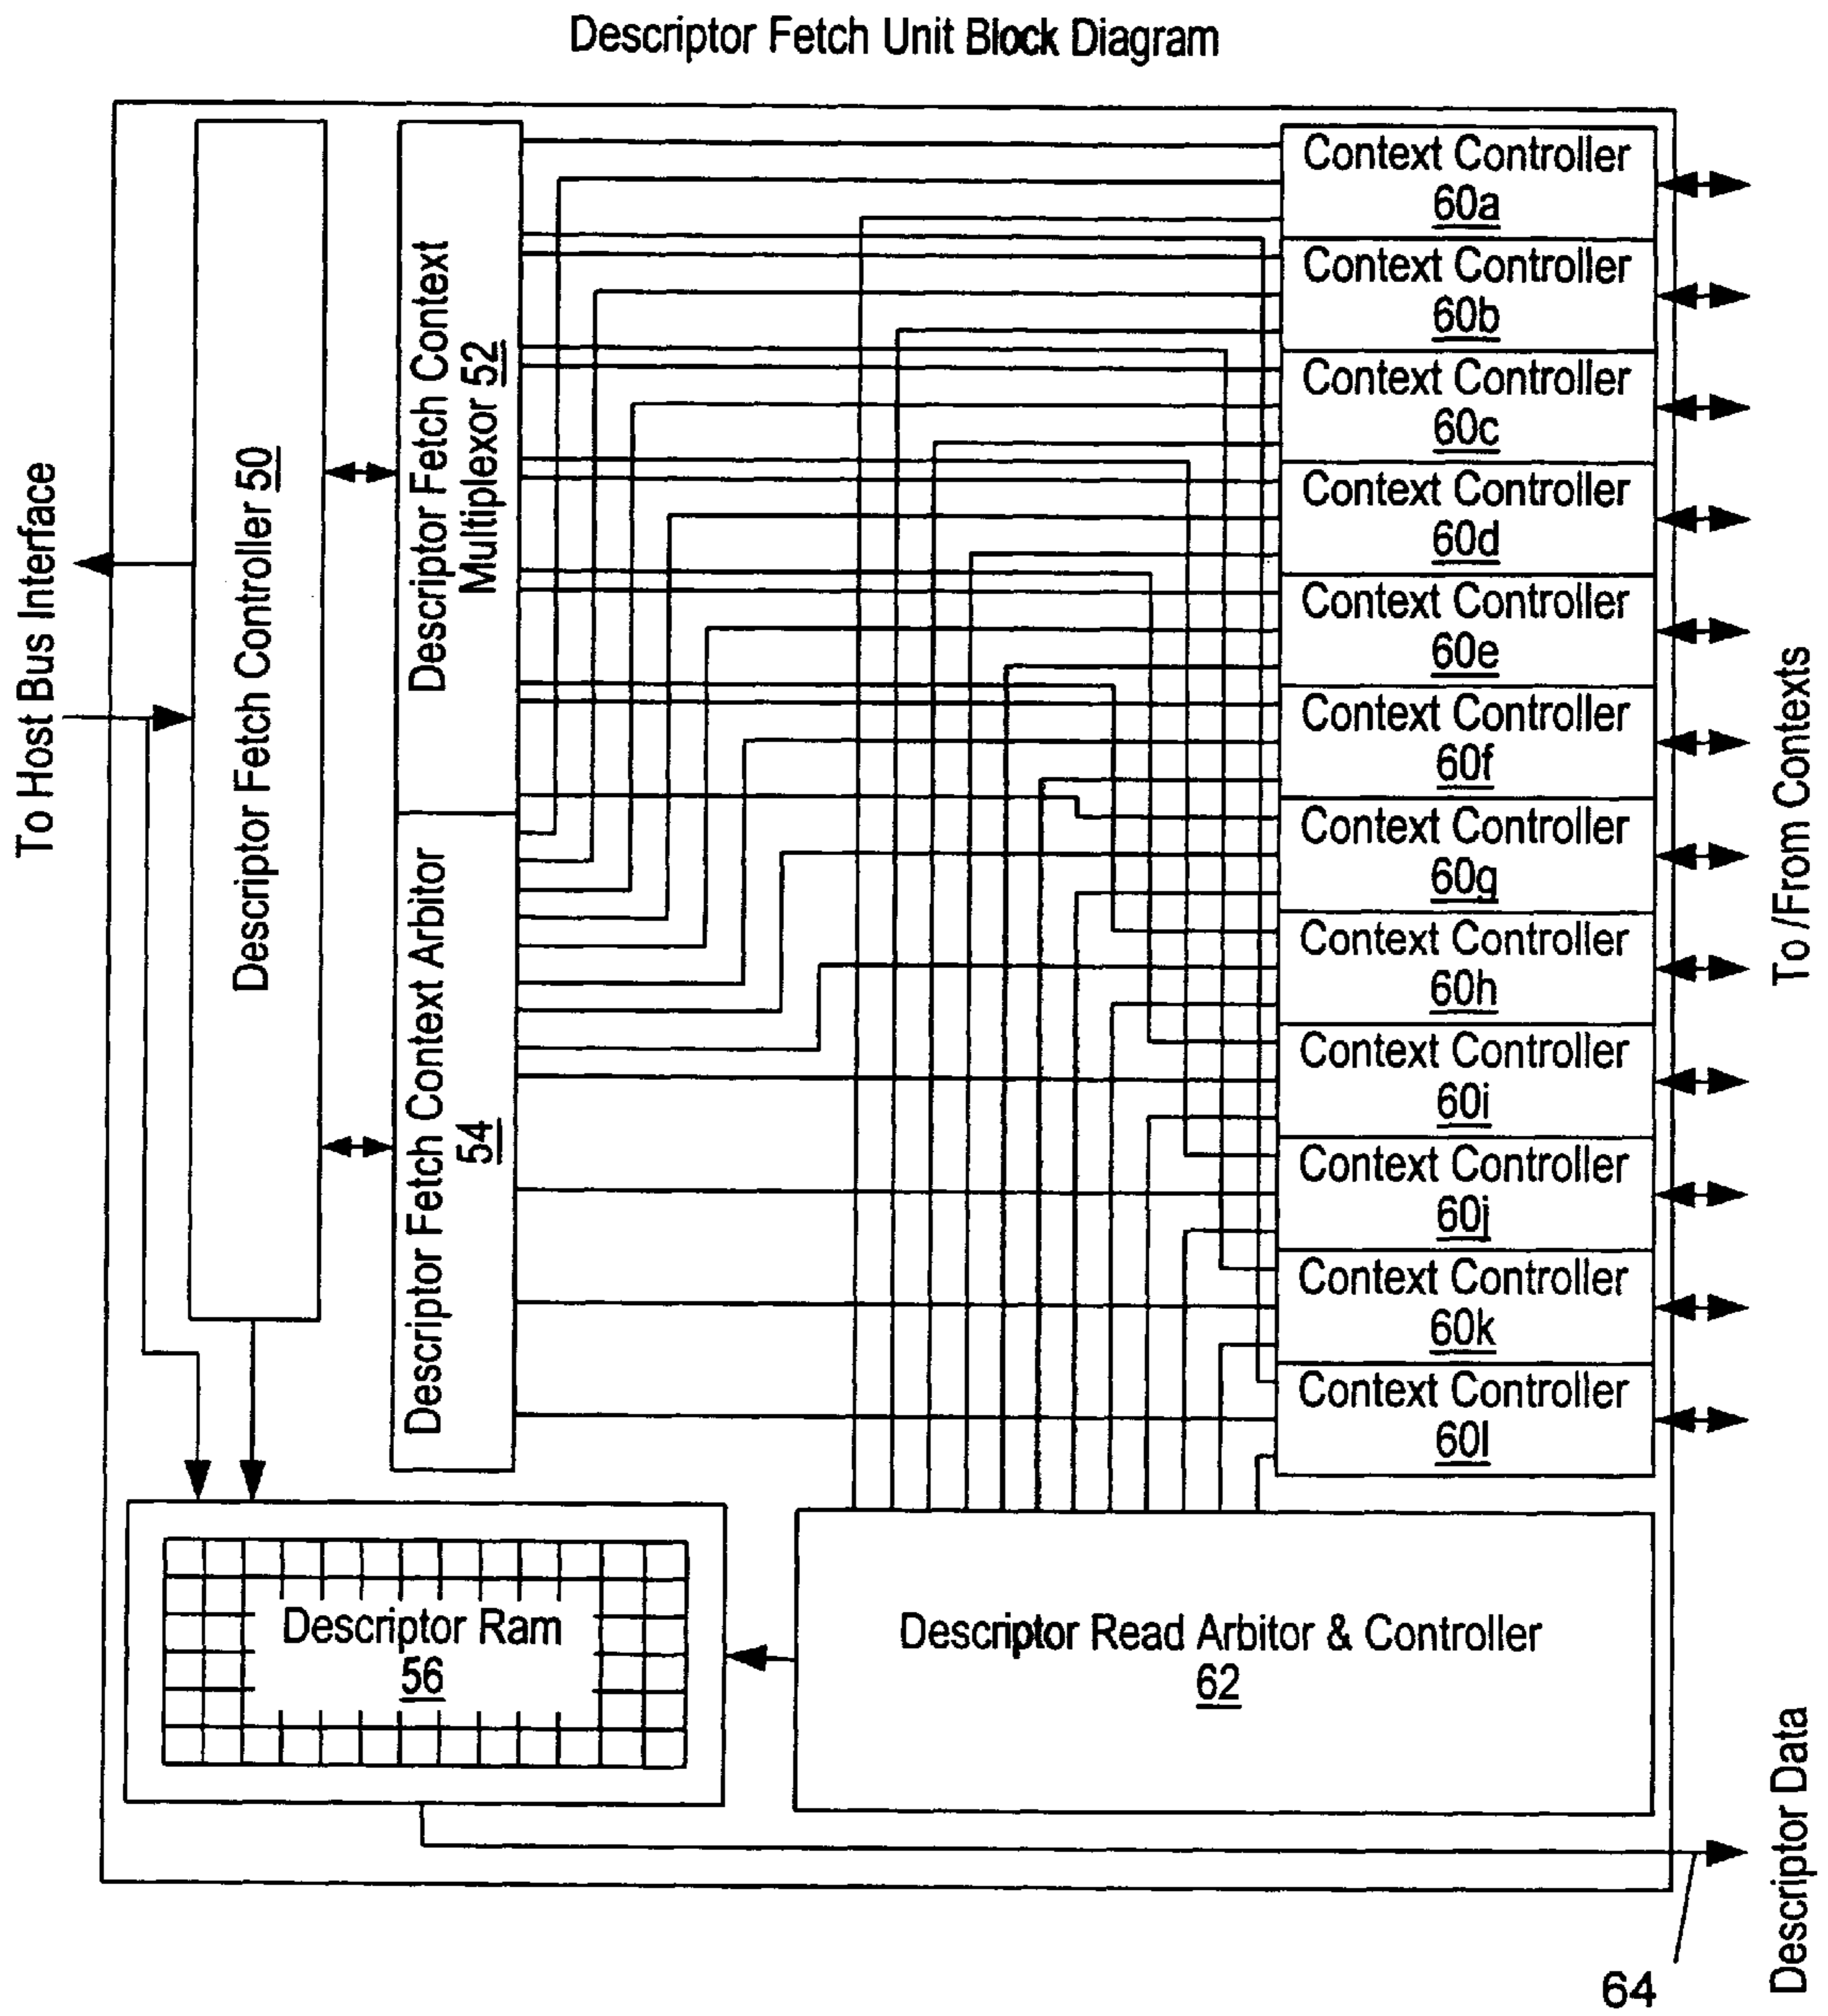 Descriptor Fetch Unit Block Diagram
To Host Bus Interface
Descriptor Fetch Controller 50
Descriptor Fetch Context
Multiplexor 52
Descriptor Fetch Context Arbitor
54
Context Controller
60a
Context Controller
60b
Context Controller
60c
Context Controller
60d
Context Controller
60e
Context Controller
60f
Context Controller
60g
Context Controller
60h
Context Controller
60i
Context Controller
60j
Context Controller
60k
Context Controller
60l
To /From Contexts
Descriptor Ram
56
Descriptor Read Arbitor & Controller
62
Descriptor Data
64